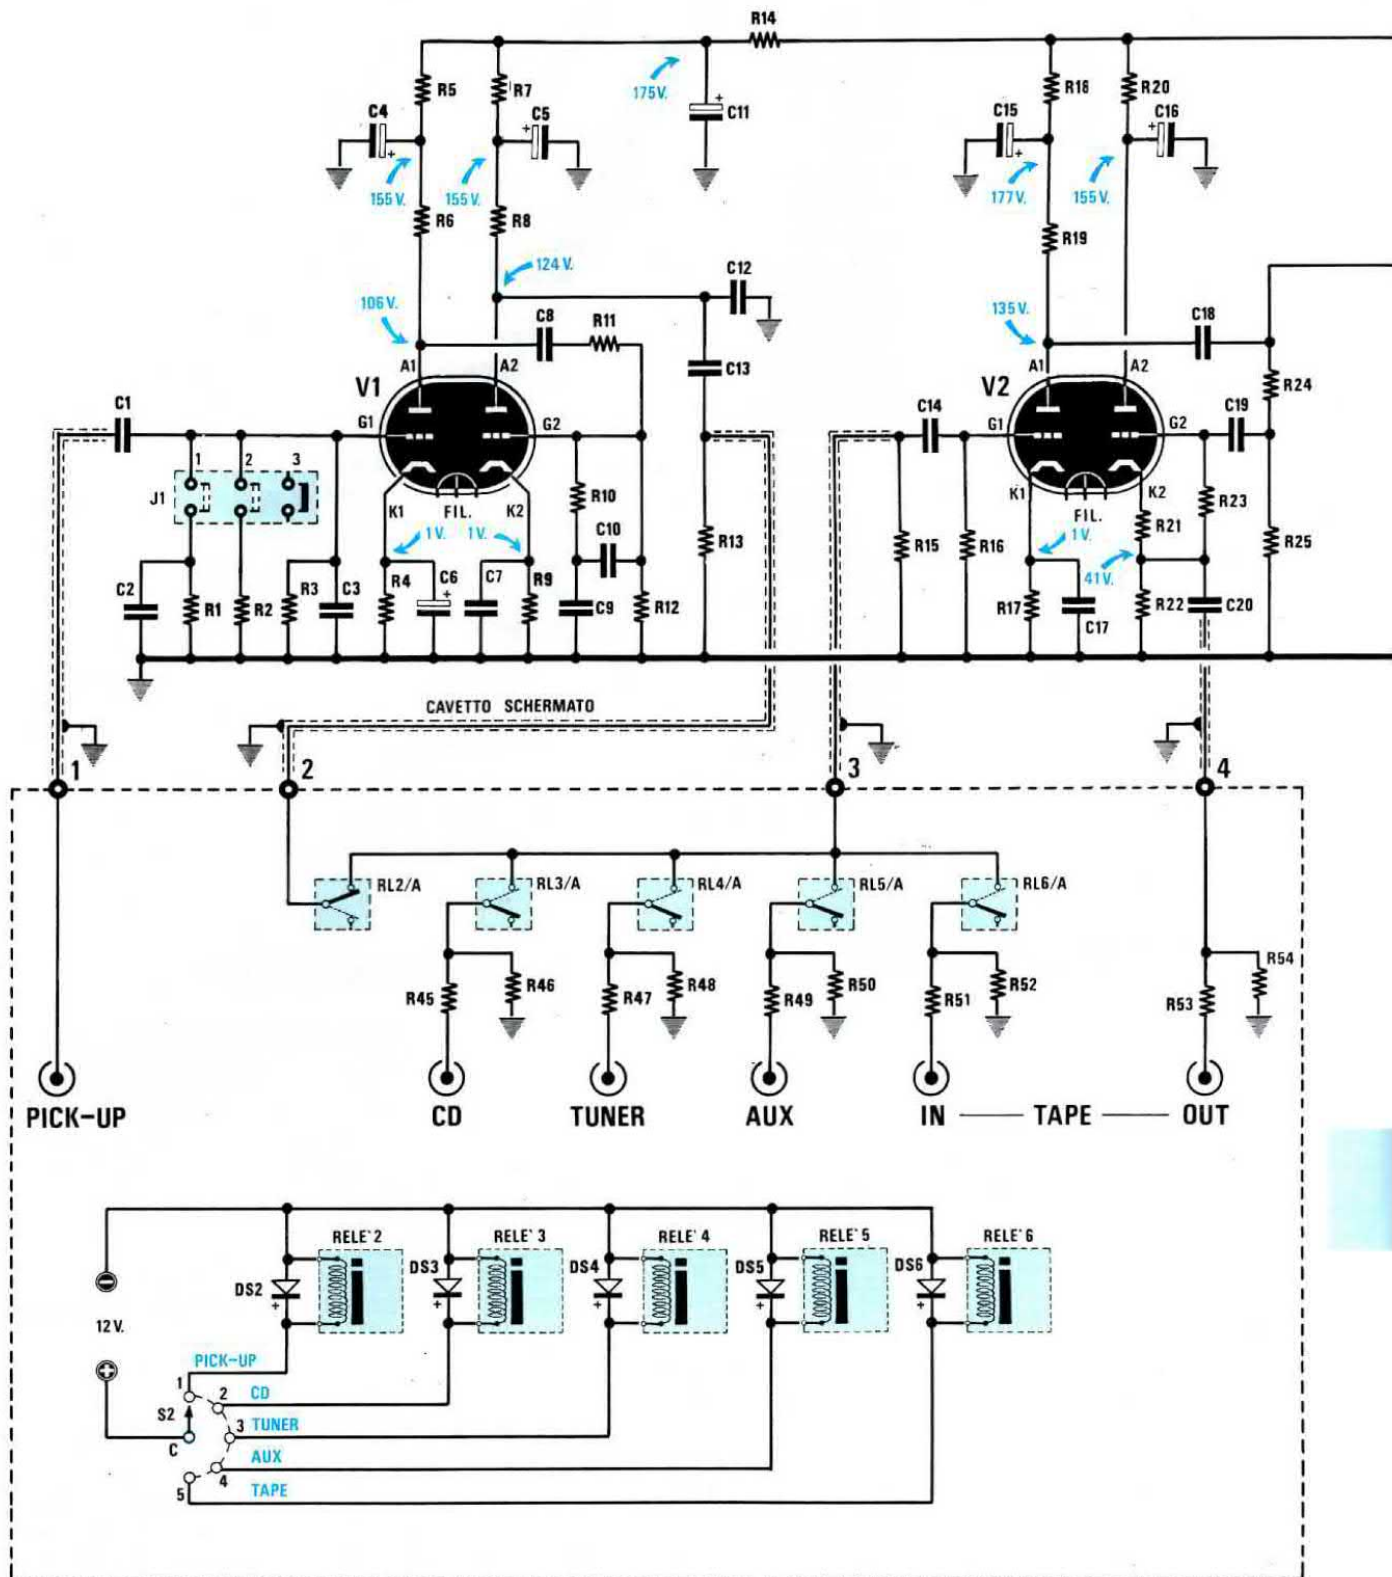 R14
R5
R7
R18
R20
175V.
C4
+
+
C5
+
C11
C15
+
+
C16
155V.
155V.
177V.
155V.
R6
R8
R19
124V.
C12
106V.
135V.
C8
R11
C18
A1
A2
C13
A1
A2
V1
V2
R24
C1
G1
G2
C14
G1
G2
C19
1
2
3
J1
R10
R23
K1
FIL.
K2
K1
FIL.
K2
C10
R21
1V.
1V.
R13
R15
R16
1V.
R25
C2
R1
R2
R3
C3
R4
C6
+
C7
R9
C9
R12
R17
C17
41V.
R22
C20
CAVETTO SCHERMATO
1
2
3
4
RL2/A
RL3/A
RL4/A
RL5/A
RL6/A
R45
R46
R47
R48
R49
R50
R51
R52
R53
R54
PICK-UP
CD
TUNER
AUX
IN — TAPE — OUT
RELE' 2
RELE' 3
RELE' 4
RELE' 5
RELE' 6
DS2
+
DS3
+
DS4
+
DS5
+
DS6
+
−
12 V.
+
PICK-UP
1
2
CD
S2
3
TUNER
C
AUX
4
5
TAPE